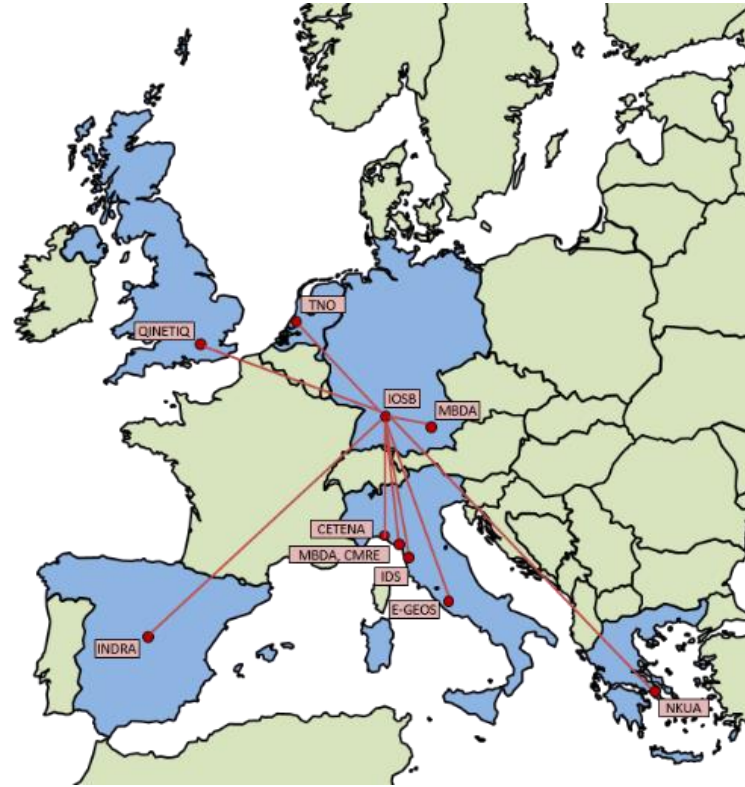 TNO
QINETIQ
IOSB
MBDA
CETENA
MBDA, CMRE
IDS
E-GEOS
INDRA
NKUA